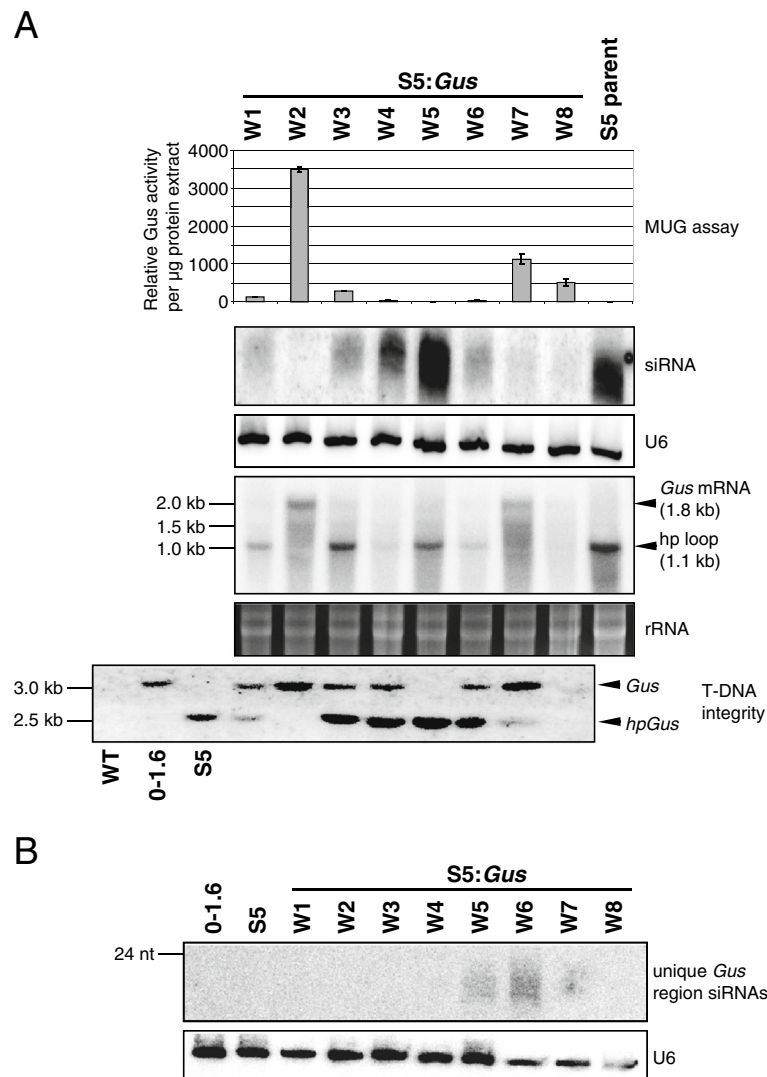 A
S5:Gus
W1 W2 W3 W4 W5 W6 W7 W8 S5 parent
Relative Gus activity
per µg protein extract
4000
3000
2000
1000
0
MUG assay
siRNA
U6
2.0 kb
1.5 kb
1.0 kb
Gus mRNA
(1.8 kb)
hp loop
(1.1 kb)
rRNA
3.0 kb
2.5 kb
Gus
hpGus
T-DNA
integrity
WT 0-1.6 S5
B
S5:Gus
0-1.6 S5 W1 W2 W3 W4 W5 W6 W7 W8
24 nt
unique Gus
region siRNAs
U6